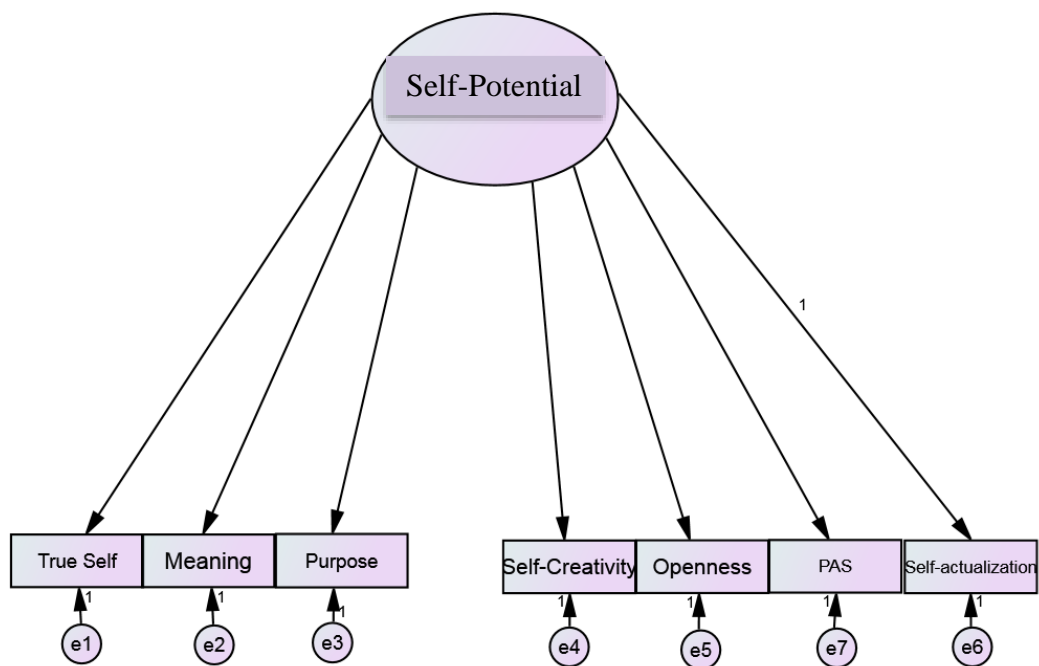 Self-Potential
1
True Self
Meaning
Purpose
Self-Creativity
Openness
PAS
Self-actualization
1
1
1
1
1
1
1
e1
e2
e3
e4
e5
e7
e6